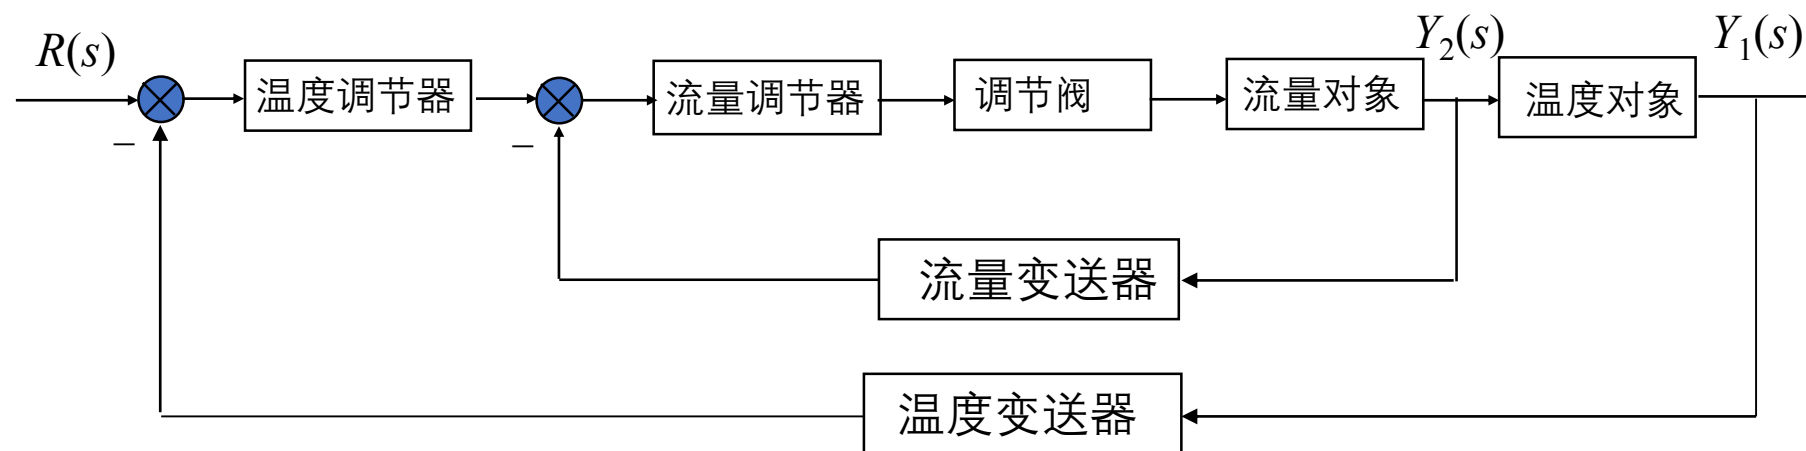 R(s)
Y₂(s)
Y₁(s)
温度调节器
流量调节器
调节阀
流量对象
温度对象
−
−
流量变送器
温度变送器